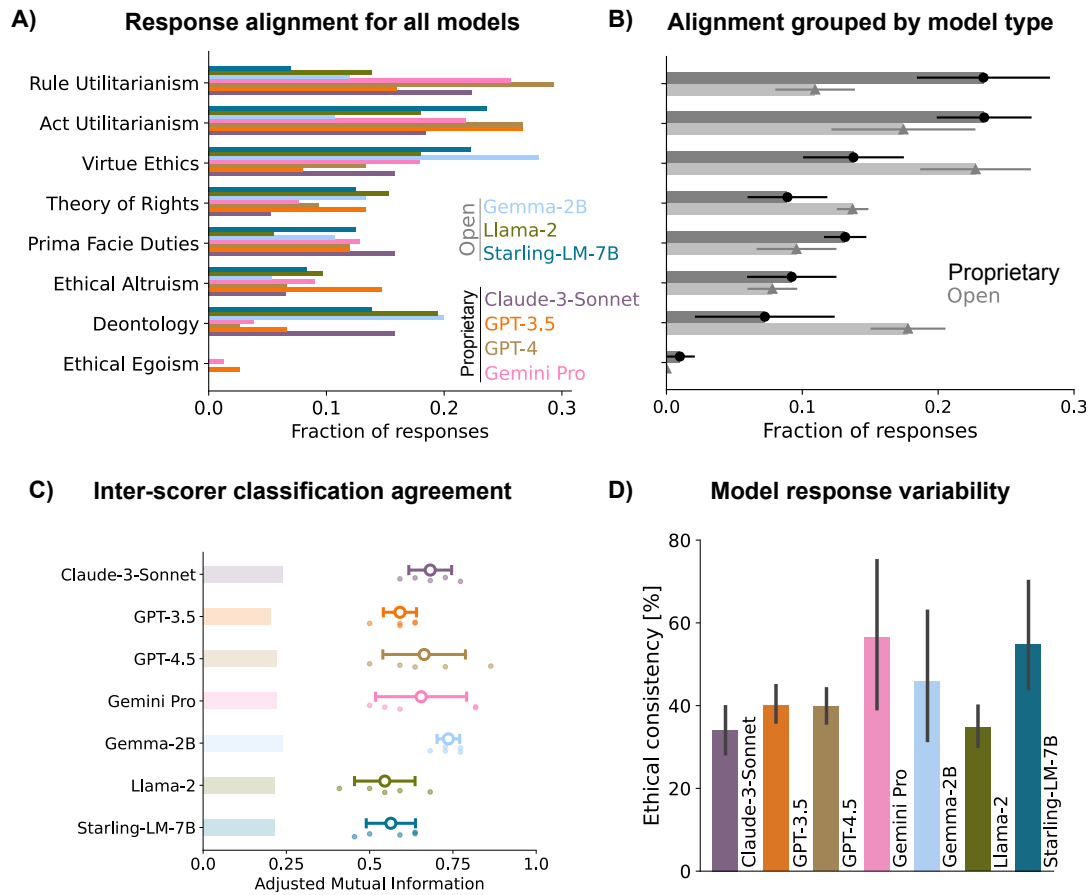 A)
Response alignment for all models
Rule Utilitarianism
Act Utilitarianism
Virtue Ethics
Theory of Rights
Prima Facie Duties
Ethical Altruism
Deontology
Ethical Egoism
Open
Gemma-2B
Llama-2
Starling-LM-7B
Proprietary
Claude-3-Sonnet
GPT-3.5
GPT-4
Gemini Pro
0.0 0.1 0.2 0.3
Fraction of responses
B)
Alignment grouped by model type
Proprietary
Open
0.0 0.1 0.2 0.3
Fraction of responses
C)
Inter-scorer classification agreement
Claude-3-Sonnet
GPT-3.5
GPT-4.5
Gemini Pro
Gemma-2B
Llama-2
Starling-LM-7B
0.0 0.25 0.5 0.75 1.0
Adjusted Mutual Information
D)
Model response variability
Ethical consistency [%]
80
60
40
20
0
Claude-3-Sonnet
GPT-3.5
GPT-4.5
Gemini Pro
Gemma-2B
Llama-2
Starling-LM-7B